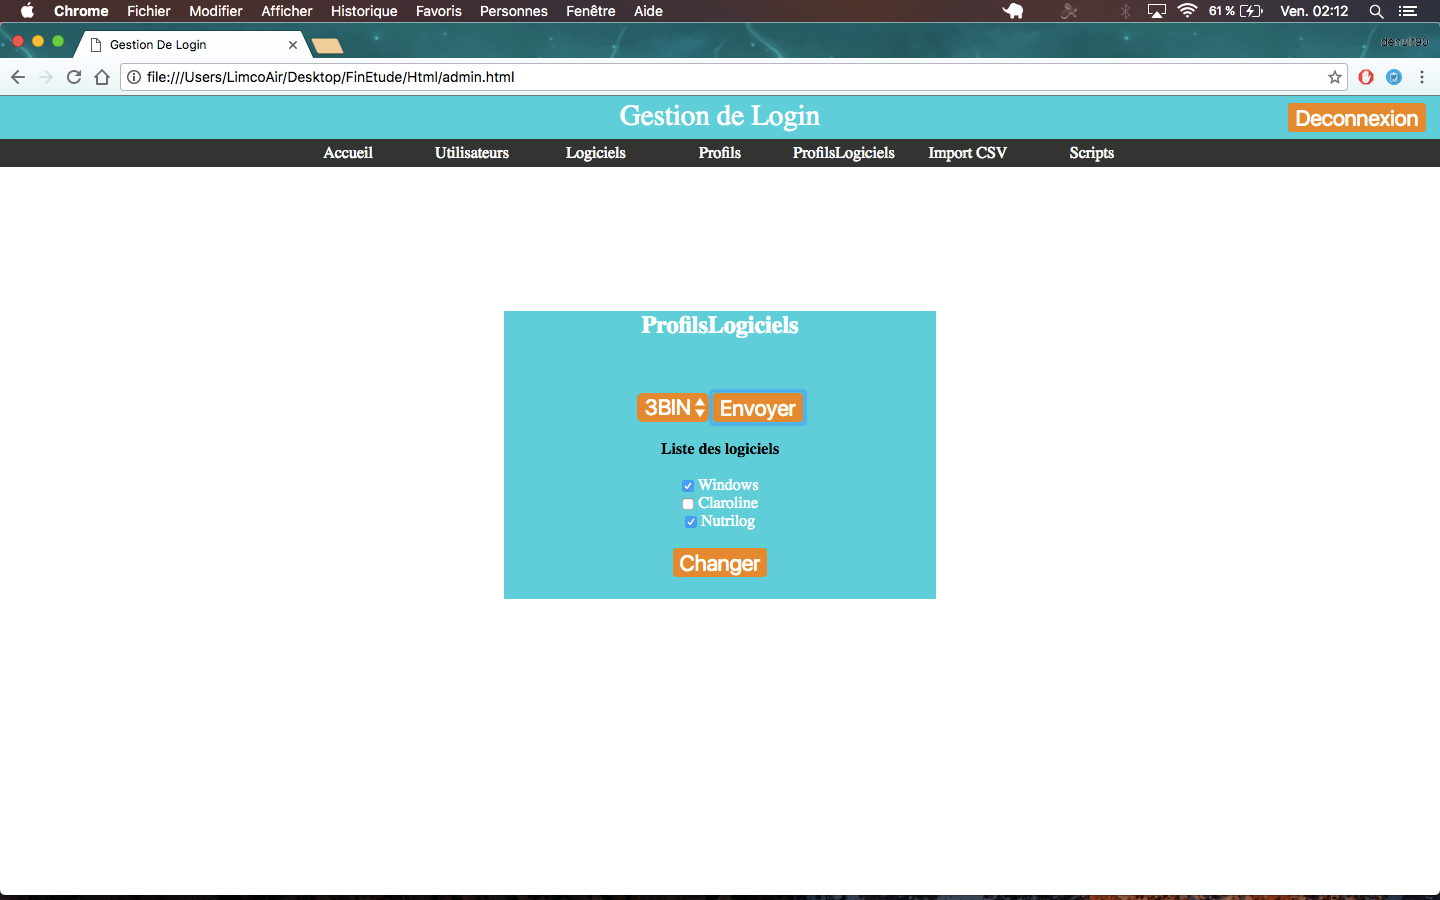 Chrome Fichier Modifier Afficher Historique Favoris Personnes Fenêtre Aide 61 % Ven. 02:12
Gestion De Login
denuit90
file:///Users/LimcoAir/Desktop/FinEtude/Html/admin.html
Gestion de Login Deconnexion
Accueil Utilisateurs Logiciels Profils ProfilsLogiciels Import CSV Scripts
ProfilsLogiciels
3BIN Envoyer
Liste des logiciels
Windows
Claroline
Nutrilog
Changer